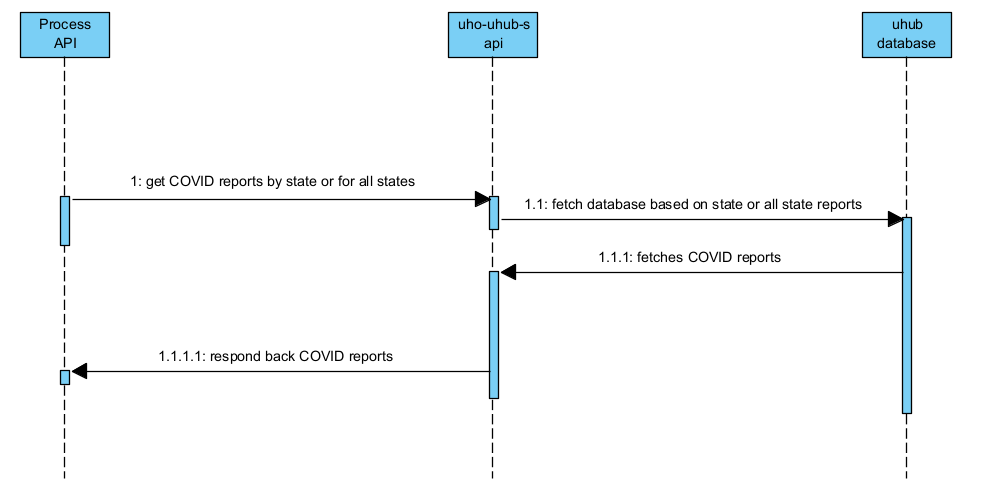 Process
API
uho-uhub-s
api
uhub
database
1: get COVID reports by state or for all states
1.1: fetch database based on state or all state reports
1.1.1: fetches COVID reports
1.1.1.1: respond back COVID reports